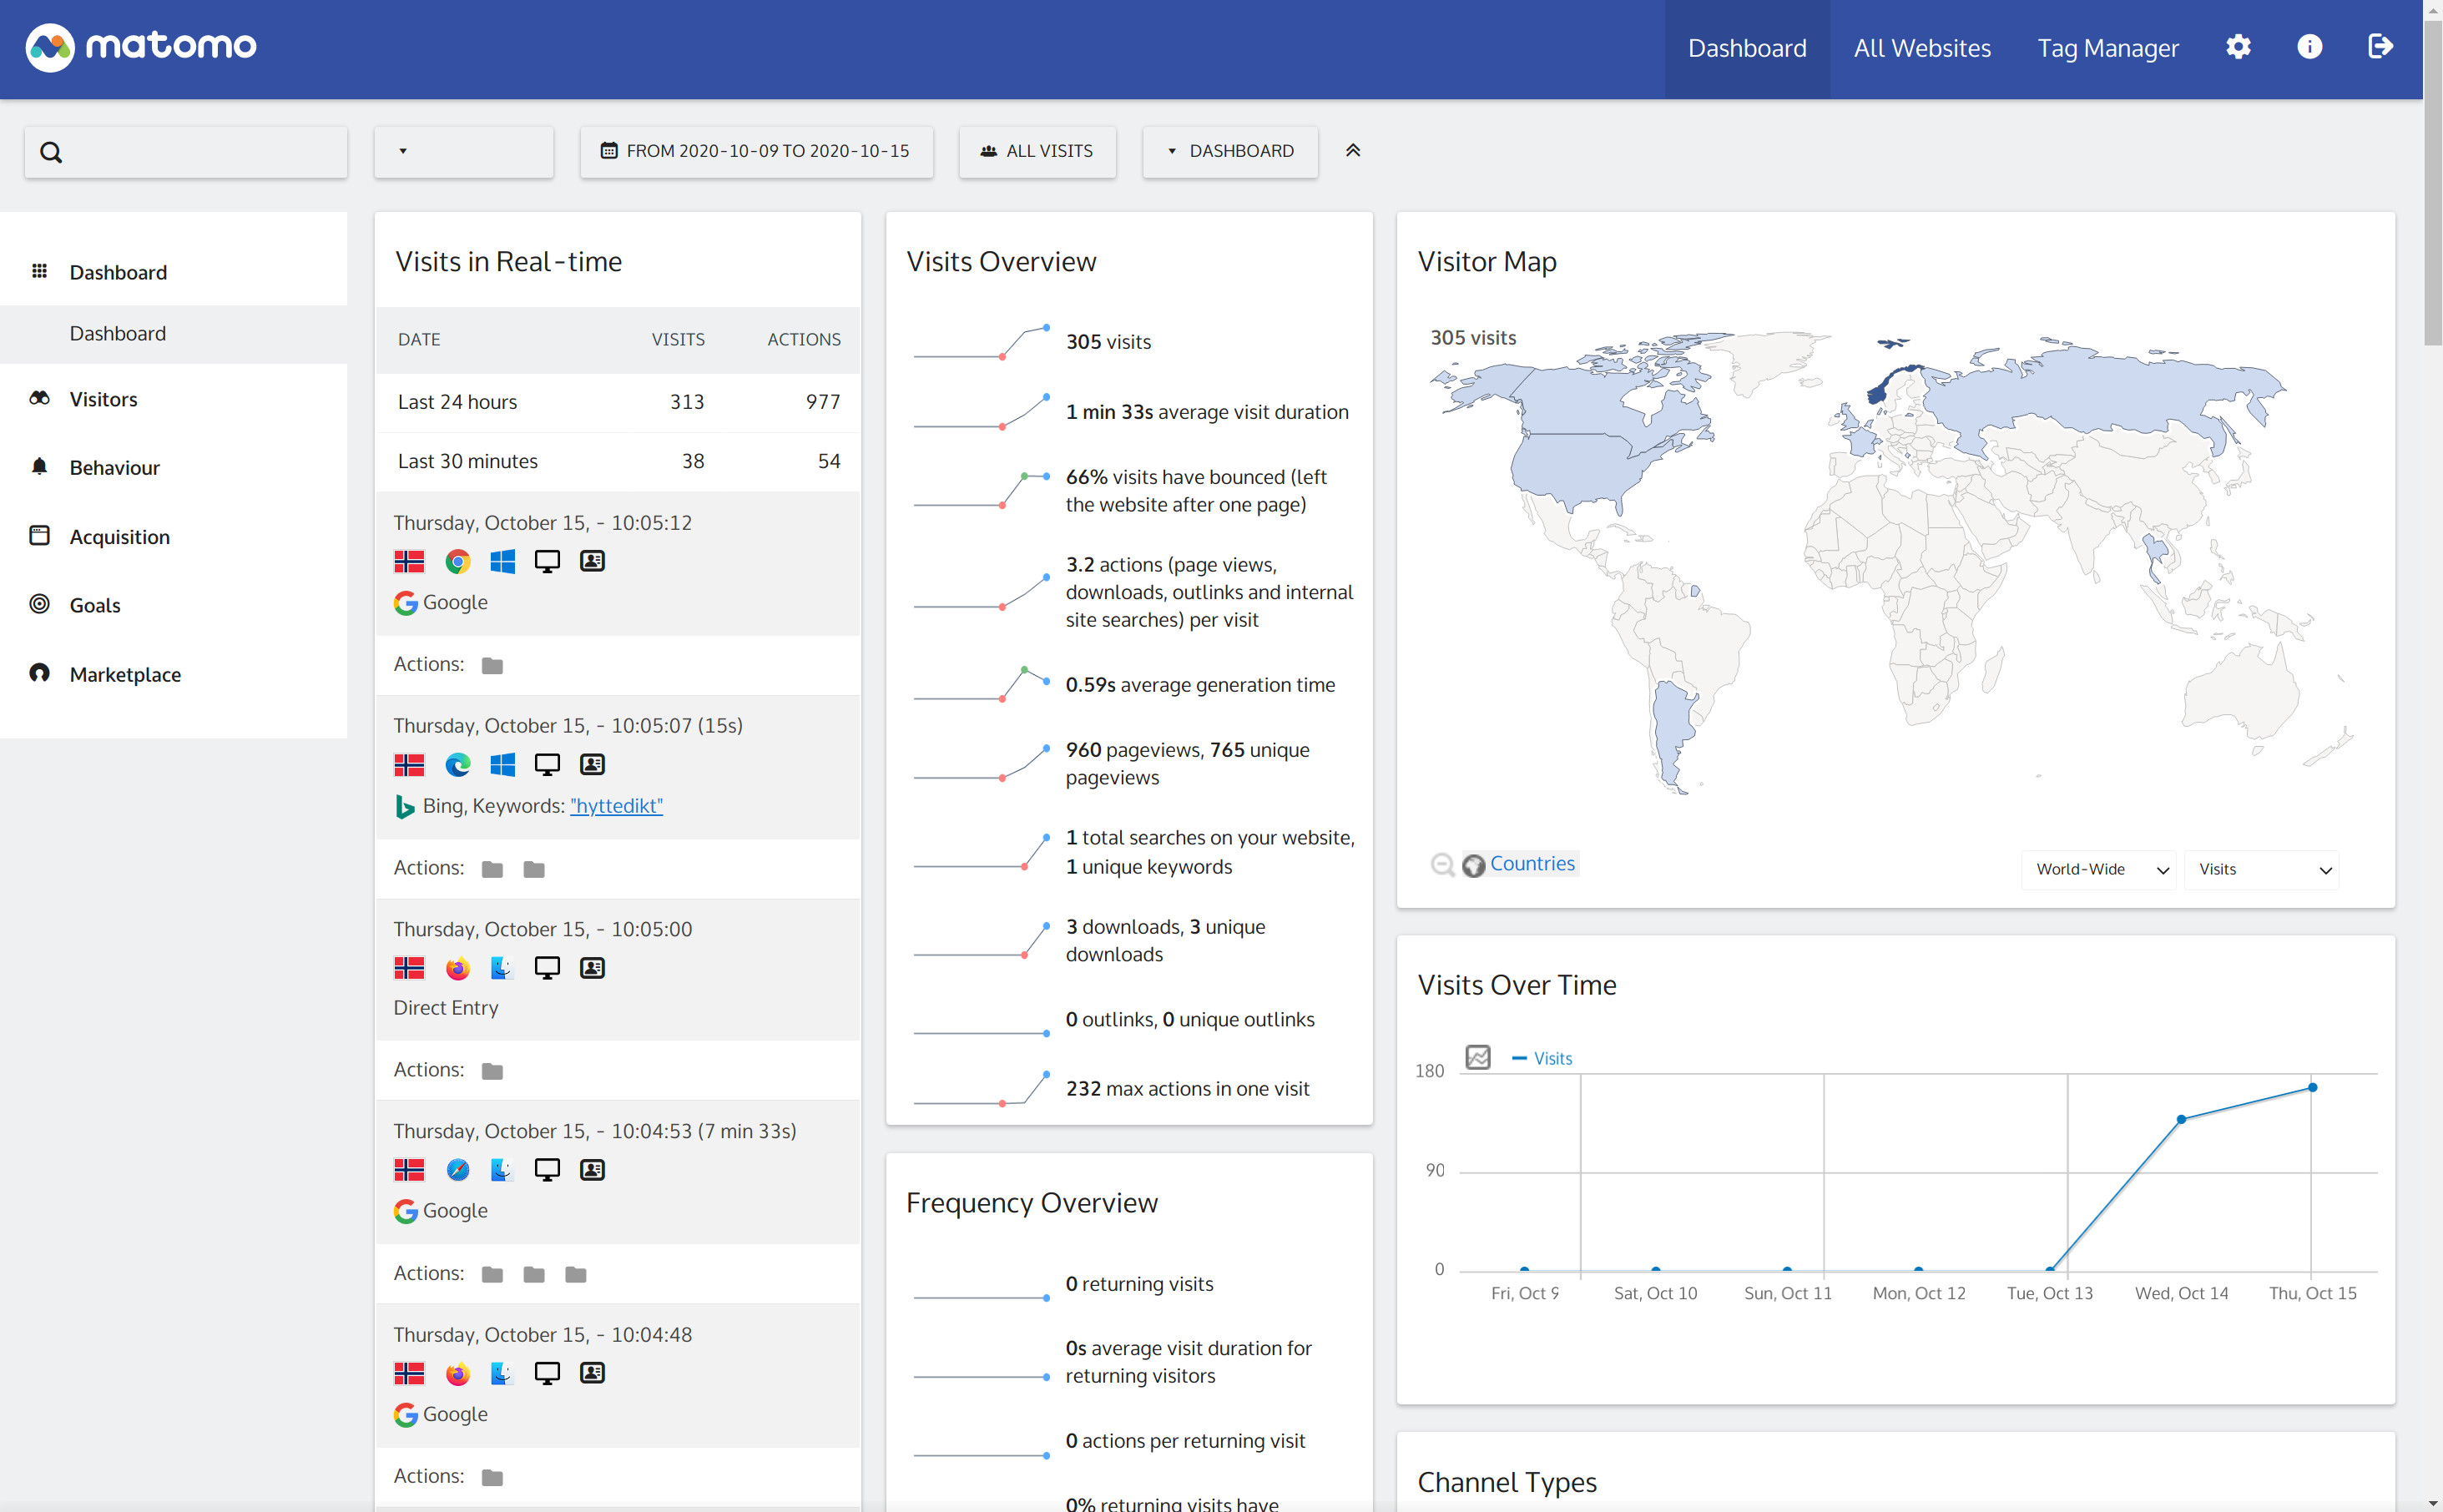 matomo
Dashboard
All Websites
Tag Manager
FROM 2020-10-09 TO 2020-10-15
ALL VISITS
DASHBOARD
Dashboard
Dashboard
Visitors
Behaviour
Acquisition
Goals
Marketplace
Visits in Real-time
DATE VISITS ACTIONS
Last 24 hours 313 977
Last 30 minutes 38 54
Thursday, October 15, - 10:05:12
Google
Actions:
Thursday, October 15, - 10:05:07 (15s)
Bing, Keywords: "hyttedikt"
Actions:
Thursday, October 15, - 10:05:00
Direct Entry
Actions:
Thursday, October 15, - 10:04:53 (7 min 33s)
Google
Actions:
Thursday, October 15, - 10:04:48
Google
Actions:
Visits Overview
305 visits
1 min 33s average visit duration
66% visits have bounced (left
the website after one page)
3.2 actions (page views,
downloads, outlinks and internal
site searches) per visit
0.59s average generation time
960 pageviews, 765 unique
pageviews
1 total searches on your website,
1 unique keywords
3 downloads, 3 unique
downloads
0 outlinks, 0 unique outlinks
232 max actions in one visit
Frequency Overview
0 returning visits
0s average visit duration for
returning visitors
0 actions per returning visit
0% returning visits have
Visitor Map
305 visits
Countries
World-Wide
Visits
Visits Over Time
Visits
180
90
0
Fri, Oct 9 Sat, Oct 10 Sun, Oct 11 Mon, Oct 12 Tue, Oct 13 Wed, Oct 14 Thu, Oct 15
Channel Types